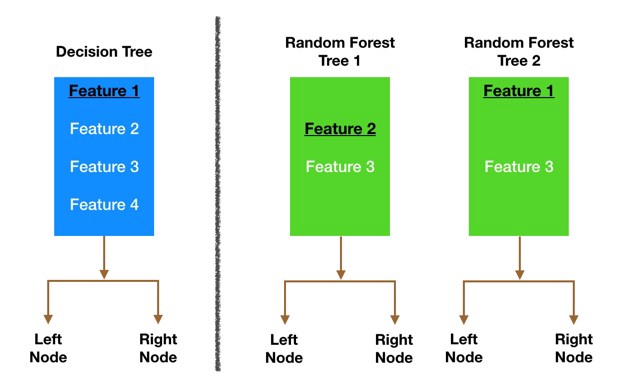 Decision Tree
Feature 1
Feature 2
Feature 3
Feature 4
Left
Node
Right
Node
Random Forest
Tree 1
Feature 2
Feature 3
Left
Node
Right
Node
Random Forest
Tree 2
Feature 1
Feature 3
Left
Node
Right
Node